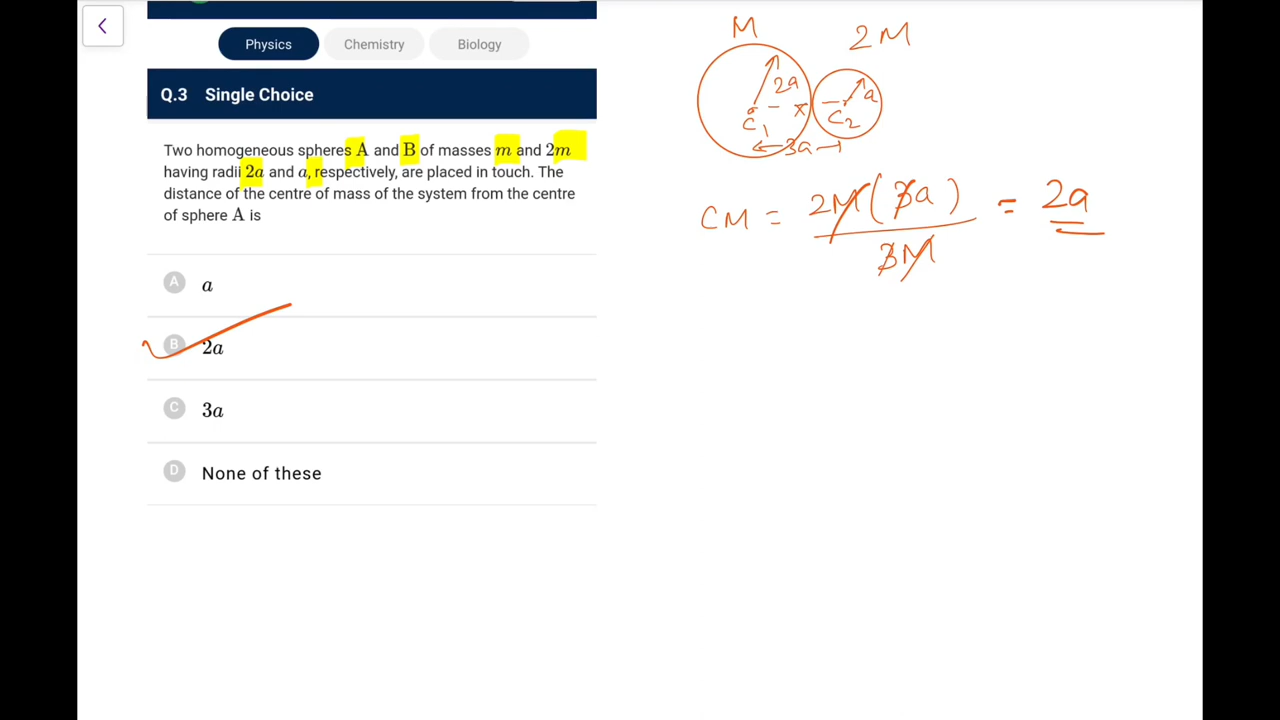 Physics Chemistry Biology
Q.3 Single Choice
Two homogeneous spheres A and B of masses m and 2m
having radii 2a and a, respectively, are placed in touch. The
distance of the centre of mass of the system from the centre
of sphere A is
A a
B 2a
C 3a
D None of these
M 2M
2a a
C1 x C2
3a
CM = 2M(3a) / 3M = 2a